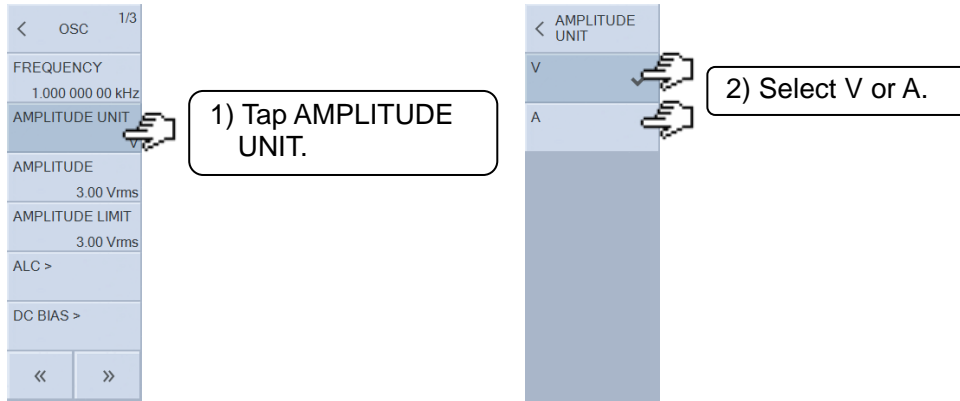 1/3
< OSC
FREQUENCY
1.000 000 00 kHz
AMPLITUDE UNIT
V
AMPLITUDE
3.00 Vrms
AMPLITUDE LIMIT
3.00 Vrms
ALC >
DC BIAS >
« »
1) Tap AMPLITUDE
UNIT.
< AMPLITUDE
UNIT
V
A
2) Select V or A.